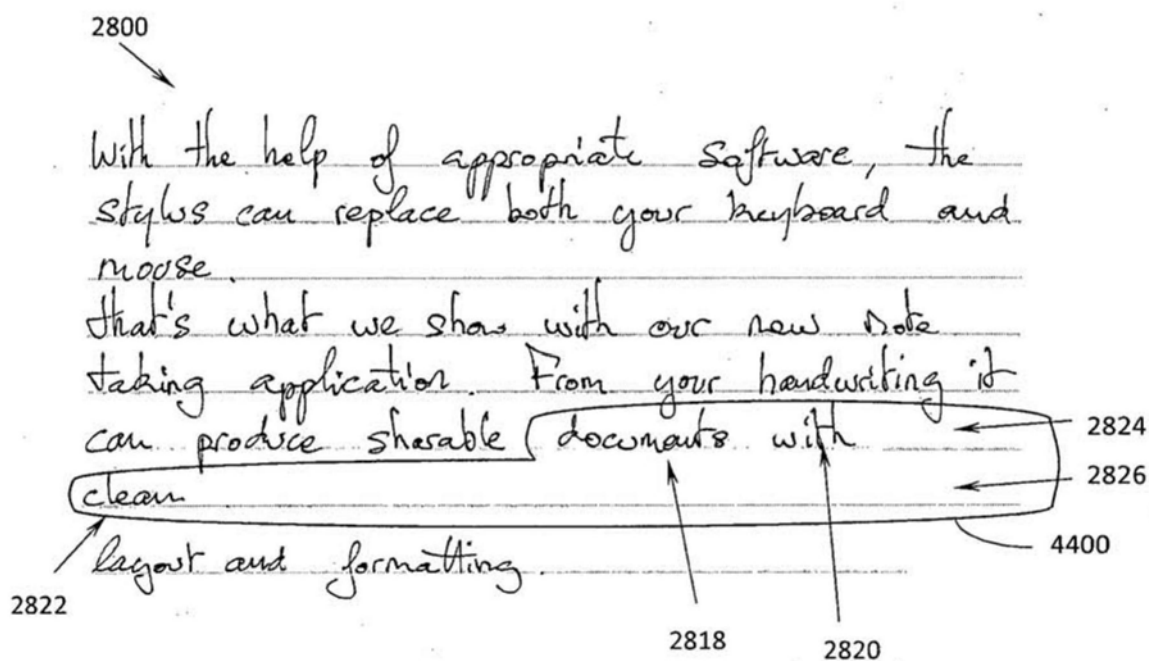 2800
With the help of appropriate software, the
stylus can replace both your keyboard and
mouse.
that's what we show with our new note
taking application. From your handwriting it
can produce sharable documents with
2824
clean
2826
4400
layout and formatting.
2822
2818
2820